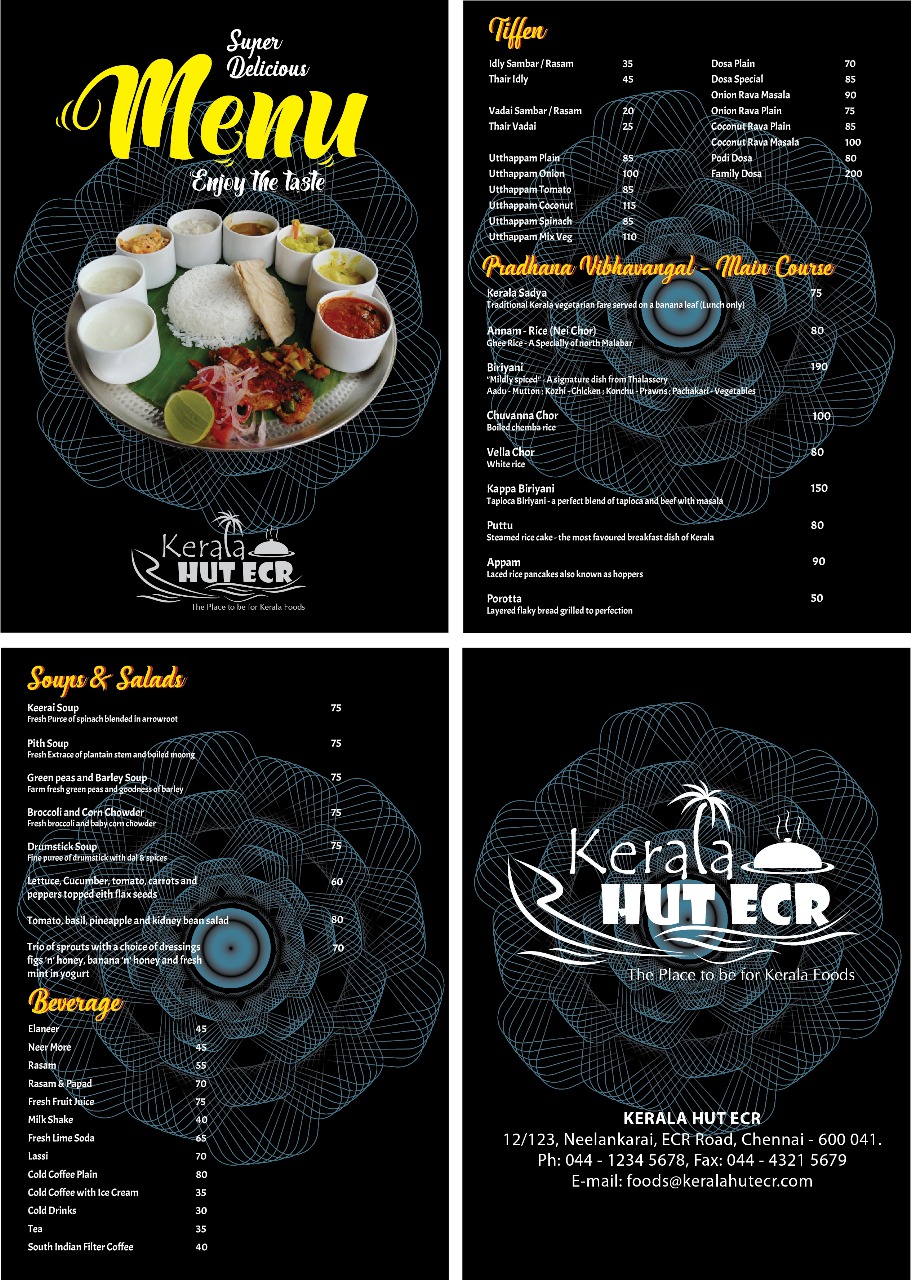 Super
Delicious
Menu
Enjoy the taste
Kerala
HUT ECR
The Place to be for Kerala Foods
Tiffen
Idly Sambar / Rasam 35
Thair Idly 45
Vadai Sambar / Rasam 20
Thair Vadai 25
Utthappam Plain 85
Utthappam Onion 100
Utthappam Tomato 85
Utthappam Coconut 115
Utthappam Spinach 85
Utthappam Mix Veg 110
Dosa Plain 70
Dosa Special 85
Onion Rava Masala 90
Onion Rava Plain 75
Coconut Rava Plain 85
Coconut Rava Masala 100
Podi Dosa 80
Family Dosa 200
Pradhana Vibhavangal - Main Course
Kerala Sadya 75
Traditional Kerala vegetarian fare served on a banana leaf (Lunch only)
Annam - Rice (Nei Chor) 80
Ghee Rice - A Specially of north Malabar
Biriyani 190
"Mildly spiced" - A signature dish from Thalassery
Aadu - Mutton ; Kozhi - Chicken ; Konchu - Prawns ; Pachakari - Vegetables
Chuvanna Chor 100
Boiled chemba rice
Vella Chor 80
White rice
Kappa Biriyani 150
Tapioca Biriyani - a perfect blend of tapioca and beef with masala
Puttu 80
Steamed rice cake - the most favoured breakfast dish of Kerala
Appam 90
Laced rice pancakes also known as hoppers
Porotta 50
Layered flaky bread grilled to perfection
Soups & Salads
Keerai Soup 75
Fresh Puree of spinach blended in arrowroot
Pith Soup 75
Fresh Extrace of plantain stem and boiled moong
Green peas and Barley Soup 75
Farm fresh green peas and goodness of barley
Broccoli and Corn Chowder 75
Fresh broccoli and baby corn chowder
Drumstick Soup 75
Fine puree of drumstick with dal & spices
Lettuce, Cucumber, tomato, carrots and 60
peppers topped eith flax seeds
Tomato, basil, pineapple and kidney bean salad 80
Trio of sprouts with a choice of dressings 70
figs 'n' honey, banana 'n' honey and fresh
mint in yogurt
Beverage
Elaneer 45
Neer More 45
Rasam 55
Rasam & Papad 70
Fresh Fruit Juice 75
Milk Shake 40
Fresh Lime Soda 65
Lassi 70
Cold Coffee Plain 80
Cold Coffee with Ice Cream 35
Cold Drinks 30
Tea 35
South Indian Filter Coffee 40
Kerala
HUT ECR
The Place to be for Kerala Foods
KERALA HUT ECR
12/123, Neelankarai, ECR Road, Chennai - 600 041.
Ph: 044 - 1234 5678, Fax: 044 - 4321 5679
E-mail: foods@keralahutecr.com